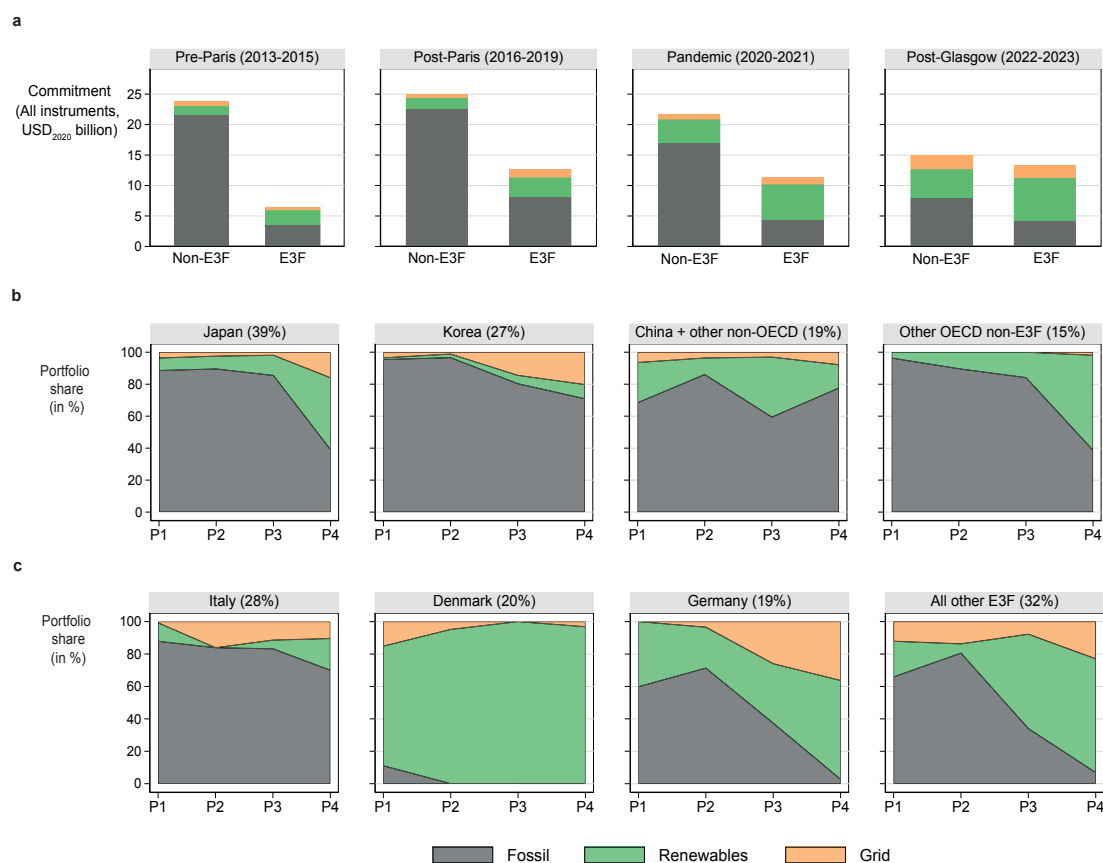 a
Pre-Paris (2013-2015)
Post-Paris (2016-2019)
Pandemic (2020-2021)
Post-Glasgow (2022-2023)
Commitment
(All instruments,
USD2020 billion)
25
20
15
10
5
0
Non-E3F
E3F
Non-E3F
E3F
Non-E3F
E3F
Non-E3F
E3F
b
Japan (39%)
Korea (27%)
China + other non-OECD (19%)
Other OECD non-E3F (15%)
Portfolio
share
(in %)
100
80
60
40
20
0
P1 P2 P3 P4
P1 P2 P3 P4
P1 P2 P3 P4
P1 P2 P3 P4
c
Italy (28%)
Denmark (20%)
Germany (19%)
All other E3F (32%)
Portfolio
share
(in %)
100
80
60
40
20
0
P1 P2 P3 P4
P1 P2 P3 P4
P1 P2 P3 P4
P1 P2 P3 P4
Fossil
Renewables
Grid